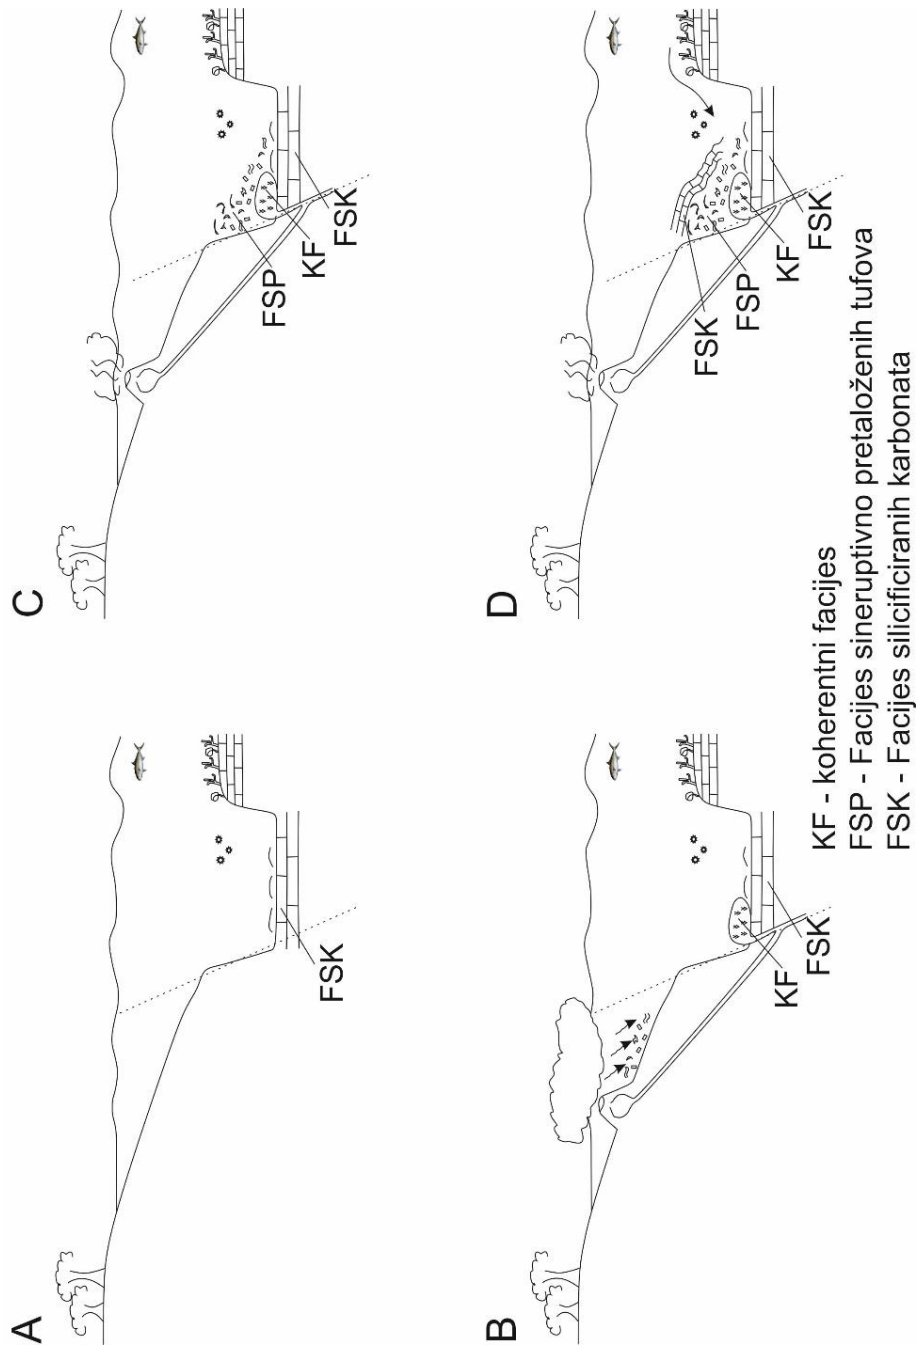 A
FSK
B
KF
FSK
C
FSP
KF
FSK
D
FSK
FSP
KF
FSK
KF - koherentni facijes
FSP - Facijes sineruptivno pretaloženih tufova
FSK - Facijes silicificiranih karbonata